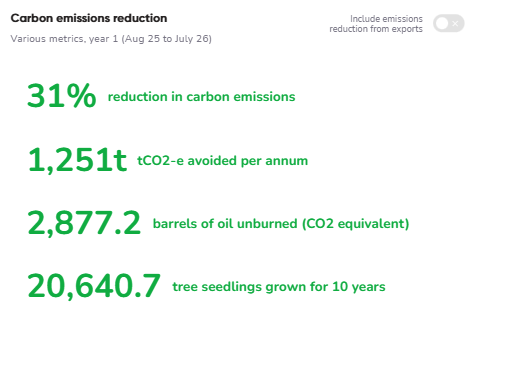 Carbon emissions reduction
Various metrics, year 1 (Aug 25 to July 26)
Include emissions
reduction from exports
31% reduction in carbon emissions
1,251t tCO2-e avoided per annum
2,877.2 barrels of oil unburned (CO2 equivalent)
20,640.7 tree seedlings grown for 10 years